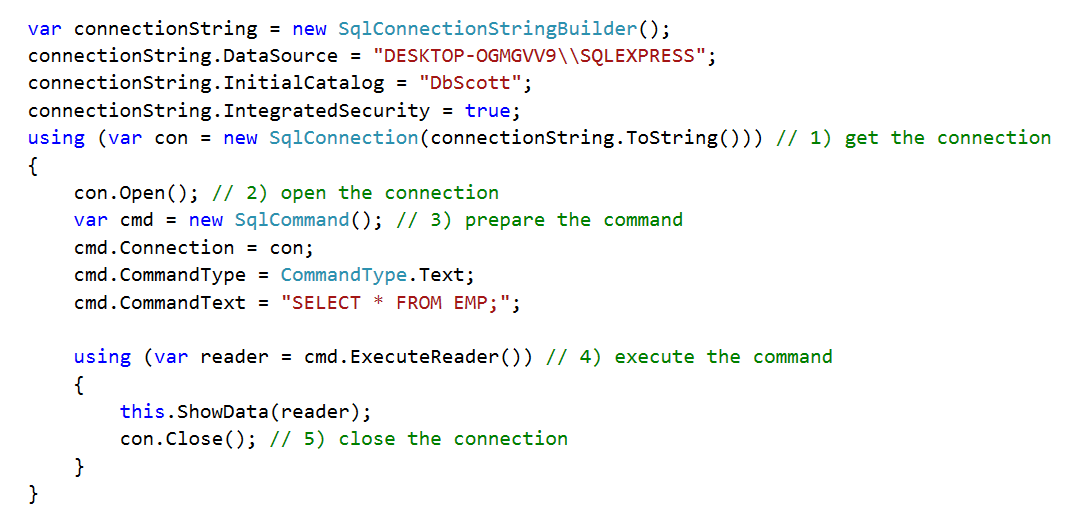 var connectionString = new SqlConnectionStringBuilder();
connectionString.DataSource = "DESKTOP-OGMGVV9\\SQLEXPRESS";
connectionString.InitialCatalog = "DbScott";
connectionString.IntegratedSecurity = true;
using (var con = new SqlConnection(connectionString.ToString())) // 1) get the connection
{
    con.Open(); // 2) open the connection
    var cmd = new SqlCommand(); // 3) prepare the command
    cmd.Connection = con;
    cmd.CommandType = CommandType.Text;
    cmd.CommandText = "SELECT * FROM EMP;";

    using (var reader = cmd.ExecuteReader()) // 4) execute the command
    {
        this.ShowData(reader);
        con.Close(); // 5) close the connection
    }
}